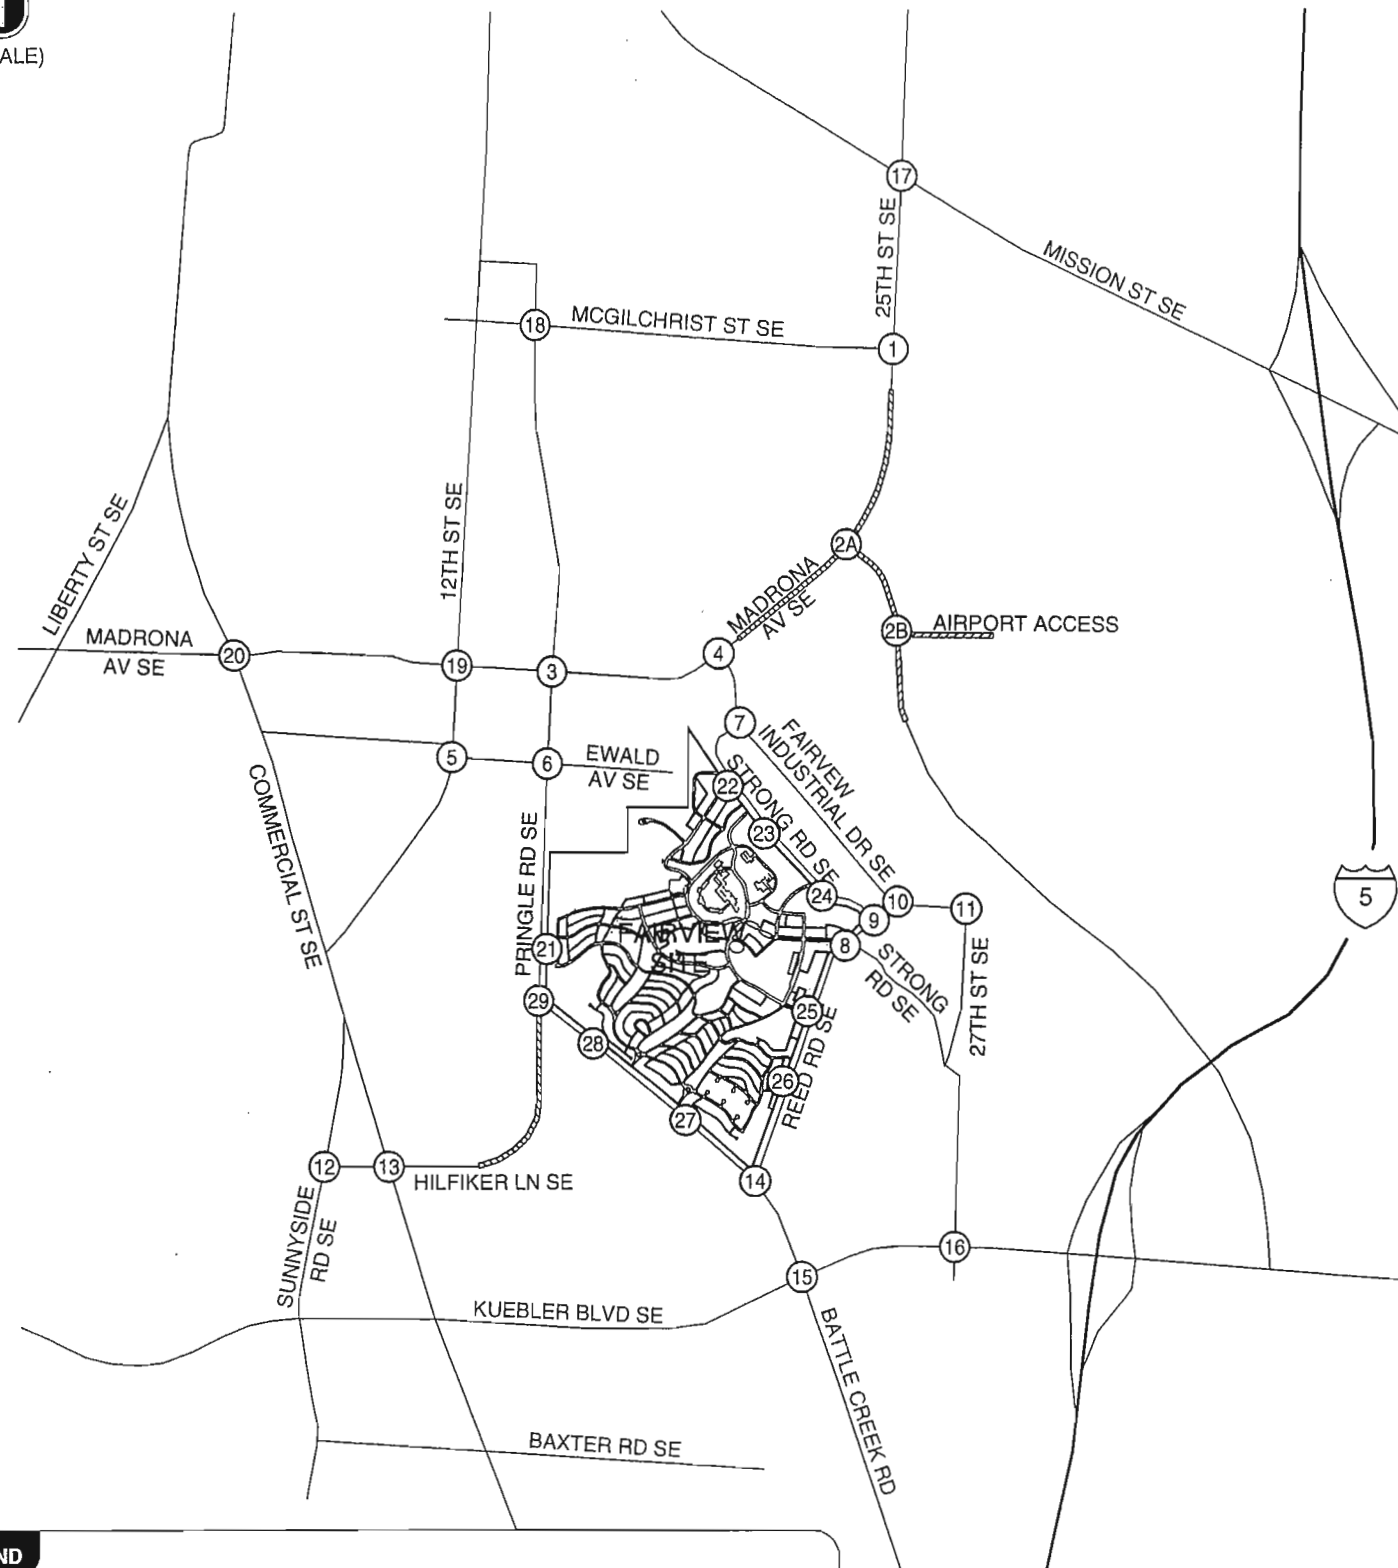 ALE)
17
25TH ST SE
MISSION ST SE
18
MCGILCHRIST ST SE
1
12TH ST SE
LIBERTY ST SE
2A
MADRONA
AV SE
2B
AIRPORT ACCESS
MADRONA
AV SE
20
19
3
4
7
FAIRVEW
INDUSTRIAL DR SE
5
6
EWALD
AV SE
22
STRONG RD SE
23
COMMERCIAL ST SE
PRINGLE RD SE
24
10
11
9
8
5
FAIRVIEW
SITE
21
STRONG
RD SE
27TH ST SE
29
25
28
REED RD SE
26
27
12
13
HILFIKER LN SE
14
SUNNYSIDE
RD SE
16
15
KUEBLER BLVD SE
BATTLE CREEK RD
BAXTER RD SE
ND